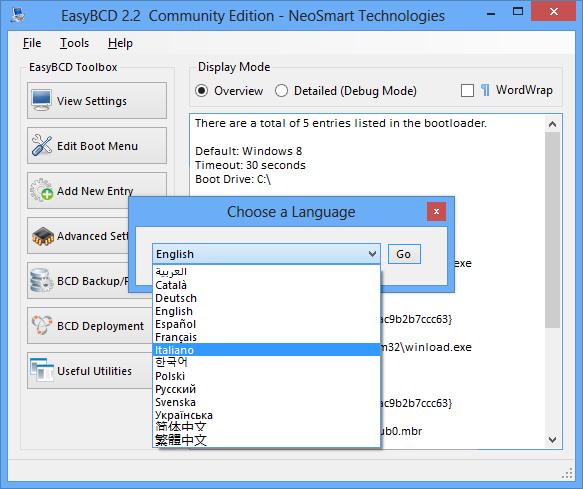 EasyBCD 2.2 Community Edition - NeoSmart Technologies
File Tools Help
EasyBCD Toolbox
View Settings
Edit Boot Menu
Add New Entry
Advanced Sett
BCD Backup/R
BCD Deployment
Useful Utilities
Display Mode
Overview Detailed (Debug Mode) ¶ WordWrap
There are a total of 5 entries listed in the bootloader.
Default: Windows 8
Timeout: 30 seconds
Boot Drive: C:\
Choose a Language
English
Go
العربية
Català
Deutsch
English
Español
Français
Italiano
한국어
Polski
Русский
Svenska
Українська
简体中文
繁體中文
.exe
ac9b2b7ccc63}
m32\winload.exe
ac9b2b7ccc63}
ub0.mbr